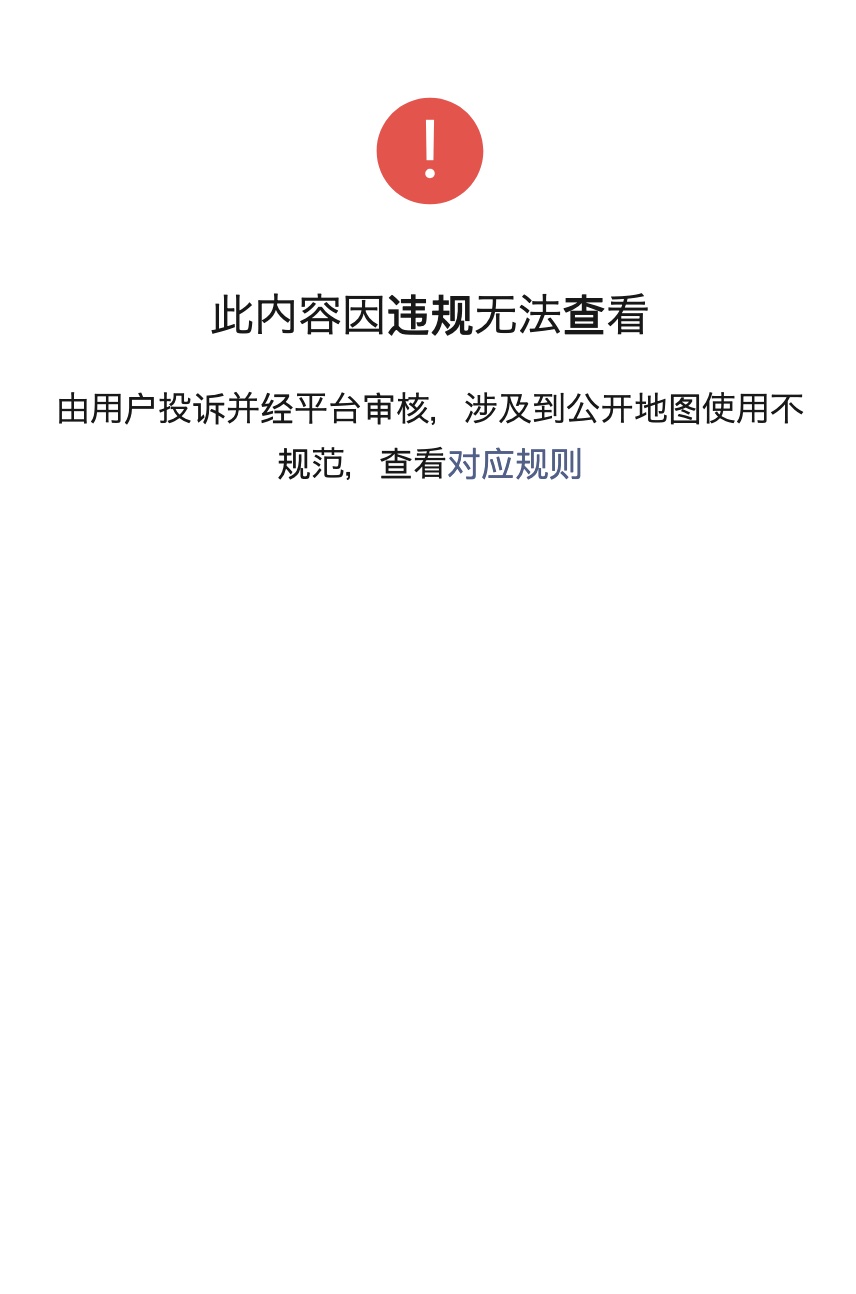 此内容因违规无法查看
由用户投诉并经平台审核，涉及到公开地图使用不
规范，查看对应规则